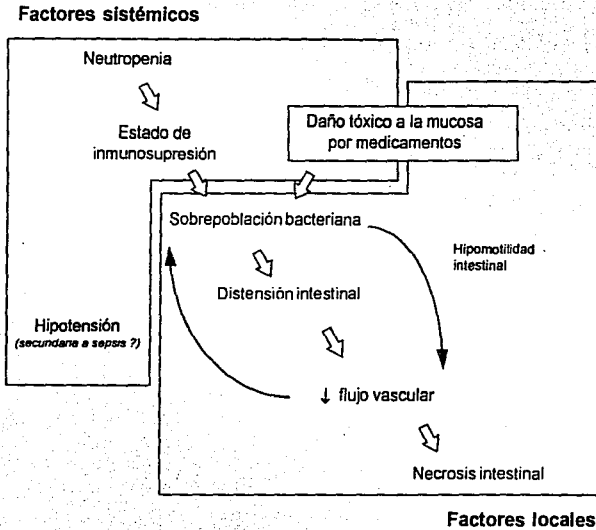 Factores sistémicos
Neutropenia
Estado de
inmunosupresión
Daño tóxico a la mucosa
por medicamentos
Sobrepoblación bacteriana
Hipomotilidad
intestinal
Distensión intestinal
Hipotensión
(secundaria a sepsis ?)
↓ flujo vascular
Necrosis intestinal
Factores locales